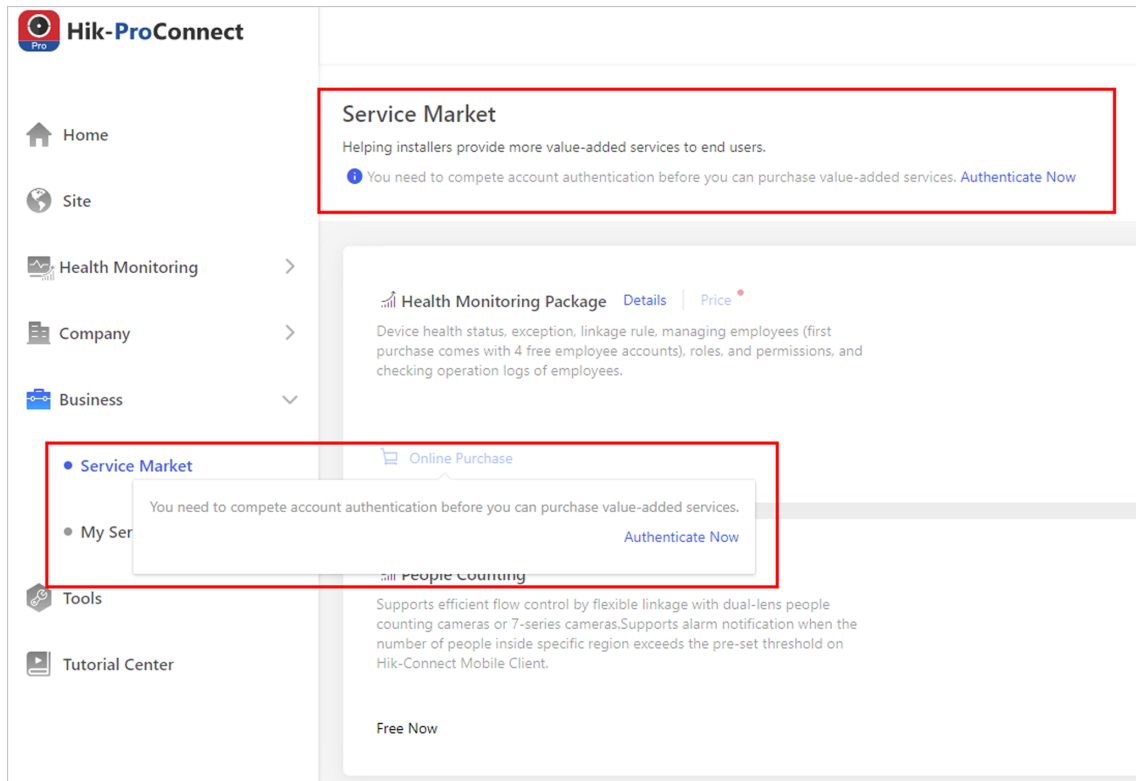 Pro
Hik-ProConnect
Home
Site
Health Monitoring
Company
Business
Service Market
My Ser
Tools
Tutorial Center
Service Market
Helping installers provide more value-added services to end users.
You need to compete account authentication before you can purchase value-added services. Authenticate Now
Health Monitoring Package Details Price
Device health status, exception, linkage rule, managing employees (first
purchase comes with 4 free employee accounts), roles, and permissions, and
checking operation logs of employees.
Online Purchase
You need to compete account authentication before you can purchase value-added services.
Authenticate Now
People Counting
Supports efficient flow control by flexible linkage with dual-lens people
counting cameras or 7-series cameras.Supports alarm notification when the
number of people inside specific region exceeds the pre-set threshold on
Hik-Connect Mobile Client.
Free Now